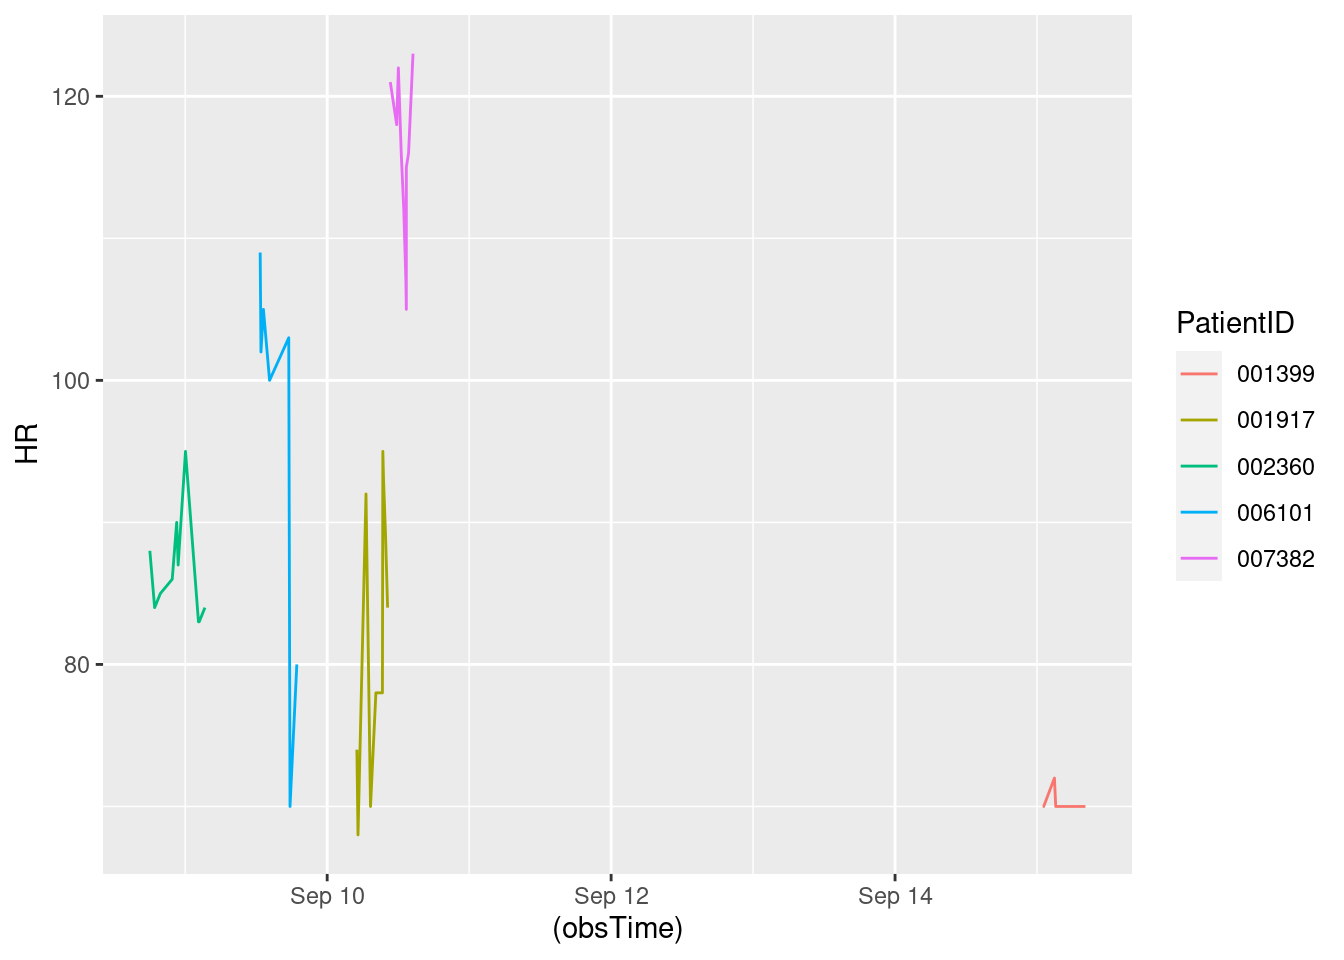 120
100
80
HR
Sep 10
Sep 12
Sep 14
(obsTime)
PatientID
001399
001917
002360
006101
007382